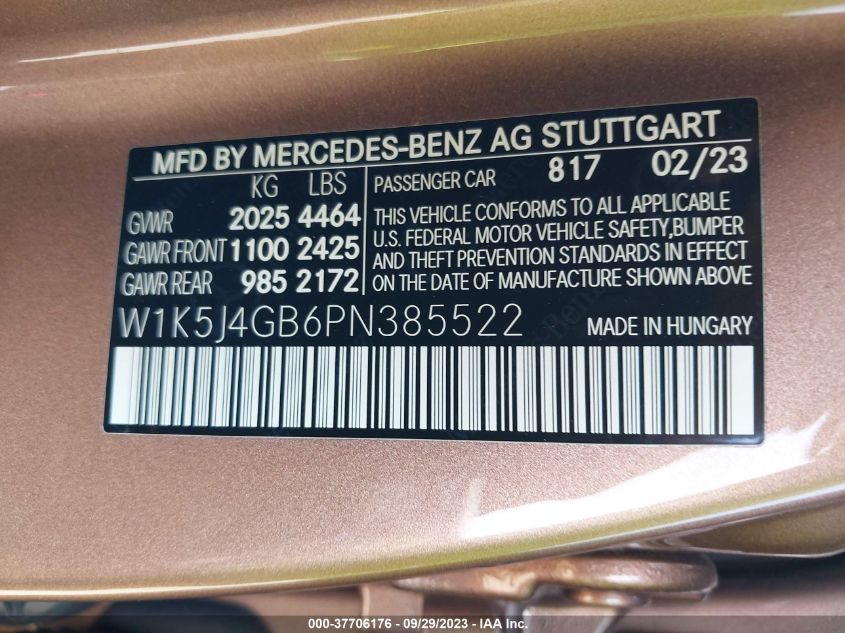 MFD BY MERCEDES-BENZ AG STUTTGART
KG LBS
GVWR 2025 4464
GAWR FRONT 1100 2425
GAWR REAR 985 2172
PASSENGER CAR 817 02/23
THIS VEHICLE CONFORMS TO ALL APPLICABLE
U.S. FEDERAL MOTOR VEHICLE SAFETY,BUMPER
AND THEFT PREVENTION STANDARDS IN EFFECT
ON THE DATE OF MANUFACTURE SHOWN ABOVE
W1K5J4GB6PN385522 MADE IN HUNGARY
000-37706176 - 09/29/2023 - © IAA Inc.